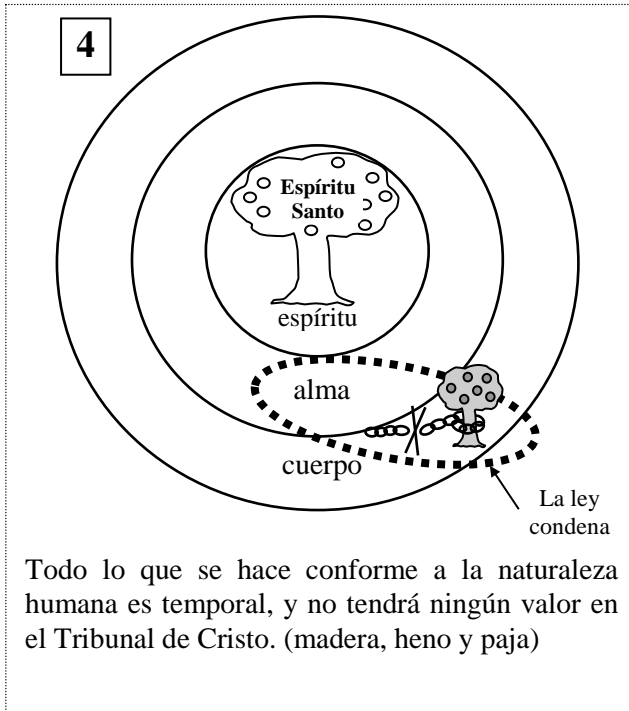 4
Espíritu
Santo
espíritu
alma
cuerpo
La ley
condena
Todo lo que se hace conforme a la naturaleza
humana es temporal, y no tendrá ningún valor en
el Tribunal de Cristo. (madera, heno y paja)